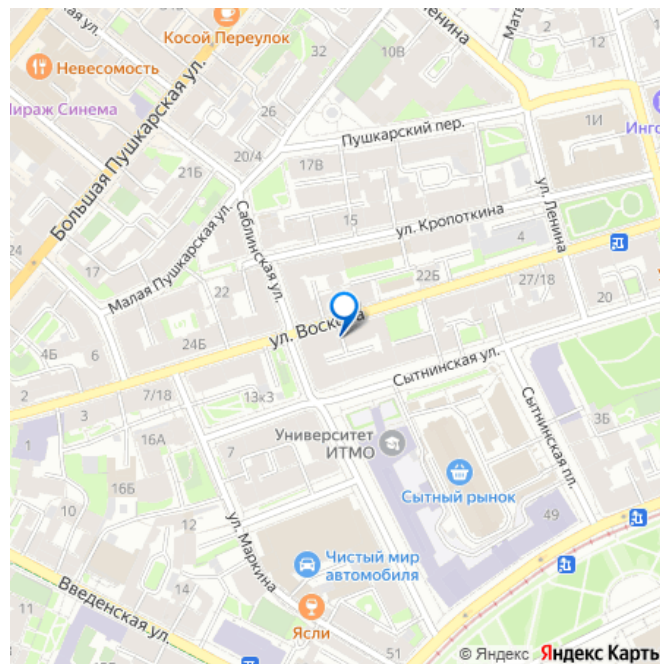 Косой Переулок
32
10В
12
Невесомость
Мираж Синема
Большая Пушкарская ул.
Пушкарский пер.
1И
20/4
17В
21Б
15
ул. Кропоткина
ул. Ленина
4
24
17
Малая Пушкарская ул.
Саблинская ул.
22
22Б
27/18
20
ул. Воскова
24Б
4Б
6
2
7/18
13к3
Сытнинская ул.
3
1
16А
7
Университет
ИТМО
Сытный рынок
Сытнинская пл.
3Б
16Б
10
14
12
ул. Маркина
49
Чистый мир
автомобиля
Введенская ул.
Ясли
11
51
© Яндекс Яндекс Карты